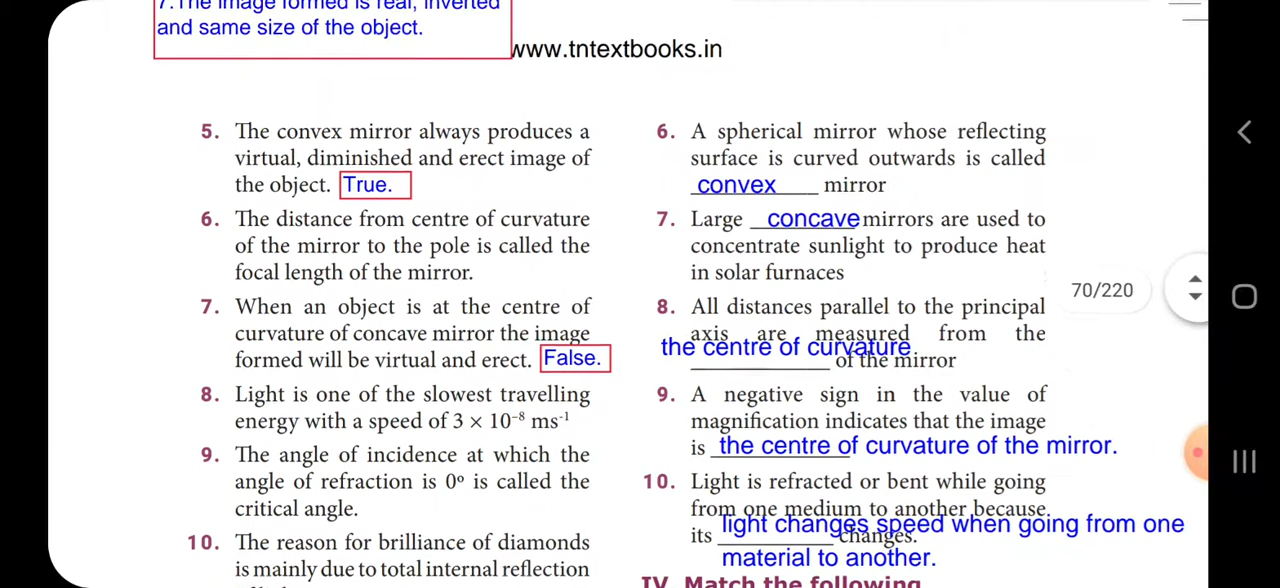 7.The image formed is real, inverted
and same size of the object.
www.tntextbooks.in
5. The convex mirror always produces a
virtual, diminished and erect image of
the object. True.
6. The distance from centre of curvature
of the mirror to the pole is called the
focal length of the mirror.
7. When an object is at the centre of
curvature of concave mirror the image
formed will be virtual and erect. False.
8. Light is one of the slowest travelling
energy with a speed of 3 × 10⁻⁸ ms⁻¹
9. The angle of incidence at which the
angle of refraction is 0º is called the
critical angle.
10. The reason for brilliance of diamonds
is mainly due to total internal reflection
6. A spherical mirror whose reflecting
surface is curved outwards is called
convex mirror
7. Large concave mirrors are used to
concentrate sunlight to produce heat
in solar furnaces
8. All distances parallel to the principal
axis are measured from the
the centre of curvature
of the mirror
9. A negative sign in the value of
magnification indicates that the image
is the centre of curvature of the mirror.
10. Light is refracted or bent while going
from one medium to another because
its light changes speed when going from one
changes.
material to another.
IV. Match the following
70/220